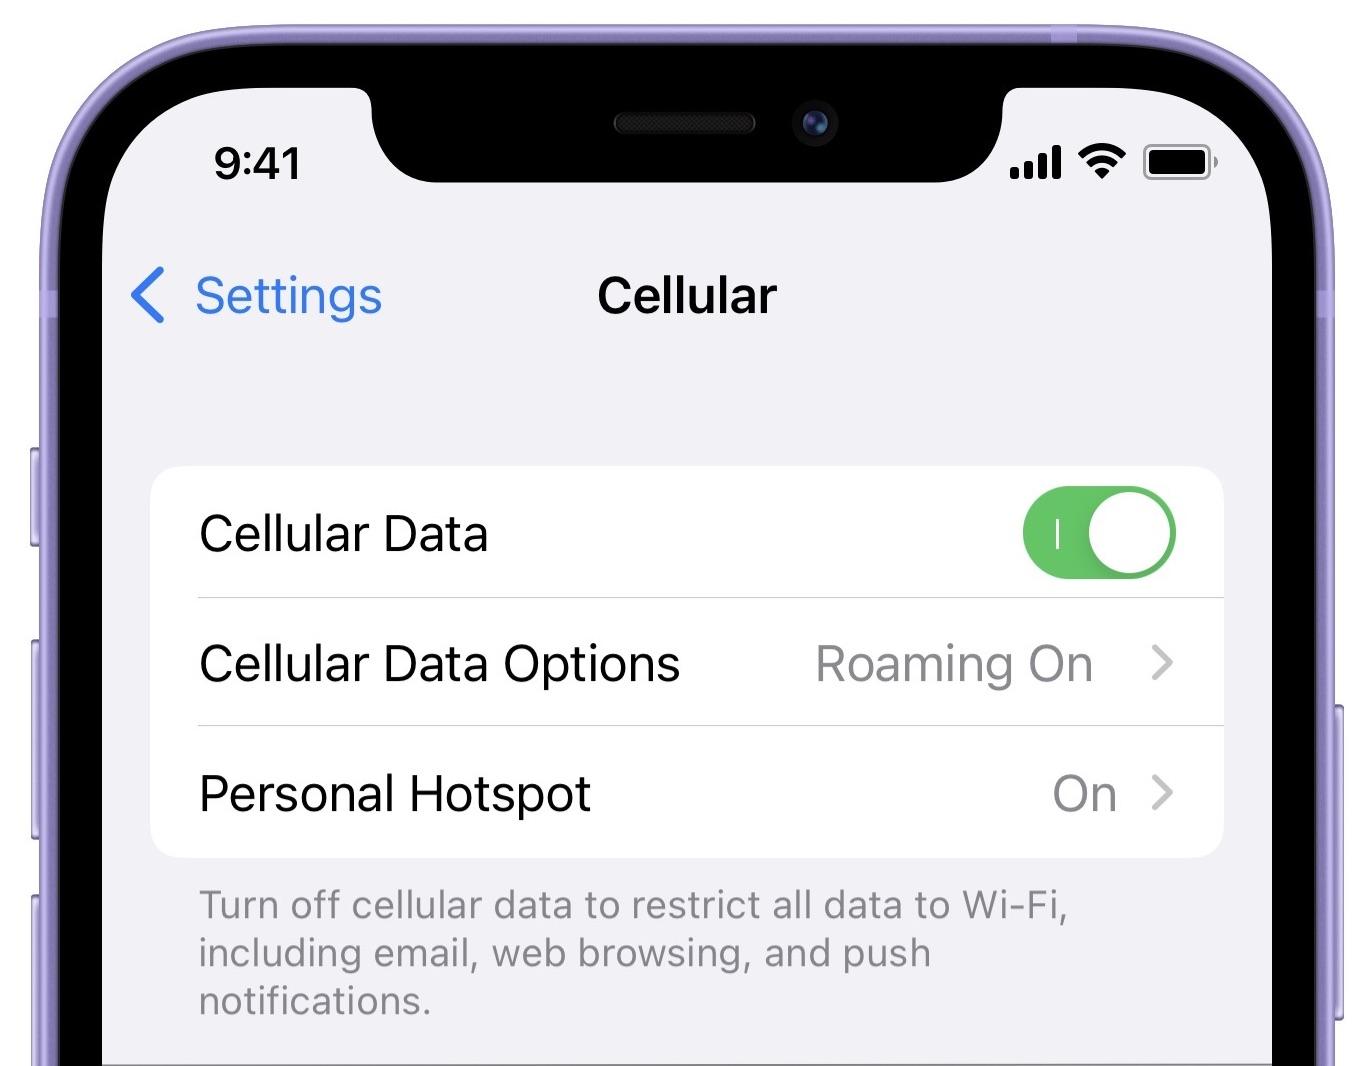 9:41
Settings
Cellular
Cellular Data
Cellular Data Options Roaming On
Personal Hotspot On
Turn off cellular data to restrict all data to Wi-Fi,
including email, web browsing, and push
notifications.